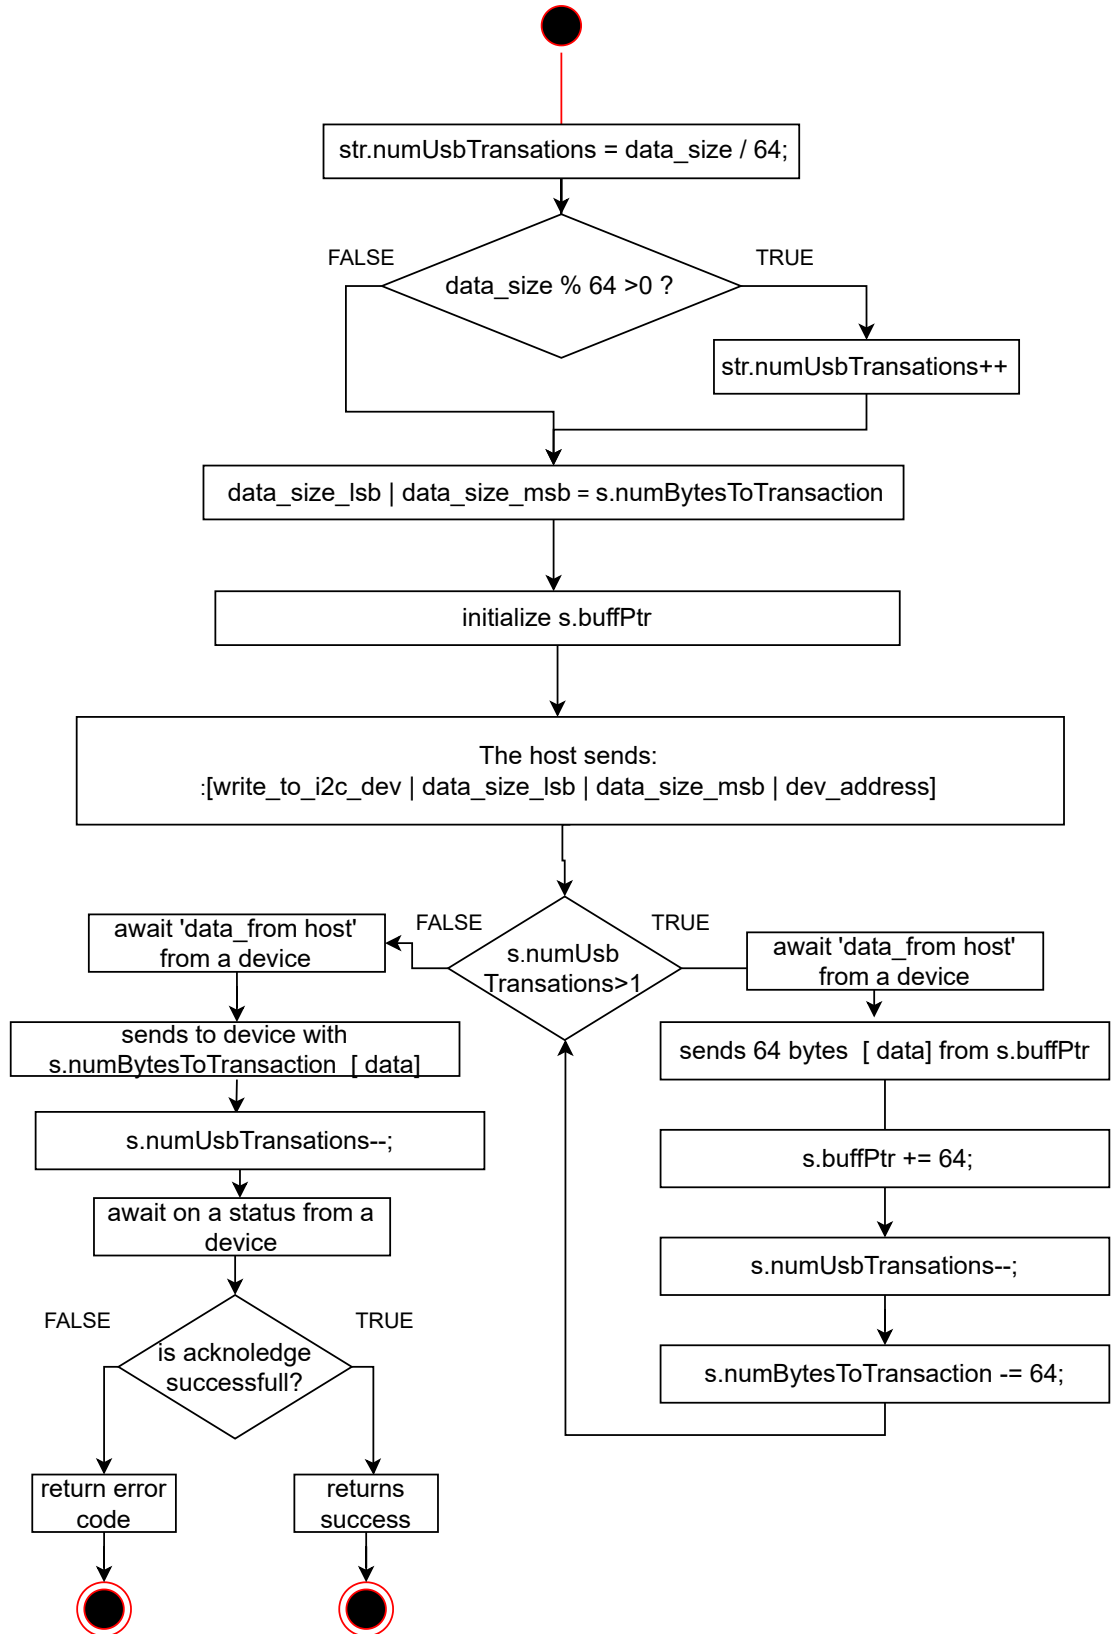 str.numUsbTransations = data_size / 64;
FALSE
TRUE
data_size % 64 >0 ?
str.numUsbTransations++
data_size_lsb | data_size_msb = s.numBytesToTransaction
initialize s.buffPtr
The host sends:
:[write_to_i2c_dev | data_size_lsb | data_size_msb | dev_address]
FALSE
TRUE
s.numUsb
Transations>1
await 'data_from host'
from a device
await 'data_from host'
from a device
sends to device with
s.numBytesToTransaction  [ data]
sends 64 bytes  [ data] from s.buffPtr
s.numUsbTransations--;
s.buffPtr += 64;
await on a status from a
device
s.numUsbTransations--;
FALSE
TRUE
is acknoledge
successfull?
s.numBytesToTransaction -= 64;
return error
code
returns
success